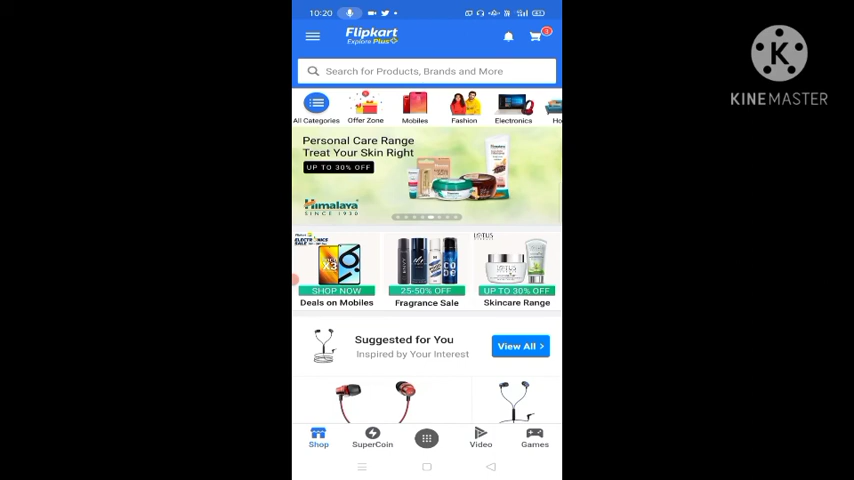 10:20
Flipkart
Explore Plus
3
Search for Products, Brands and More
All Categories
Offer Zone
Mobiles
Fashion
Electronics
Ho
Personal Care Range
Treat Your Skin Right
UP TO 30% OFF
Himalaya
SINCE 1930
SHOP NOW
25-50% OFF
UP TO 30% OFF
Deals on Mobiles
Fragrance Sale
Skincare Range
Suggested for You
Inspired by Your Interest
View All >
Shop
SuperCoin
Video
Games
K
KINEMASTER